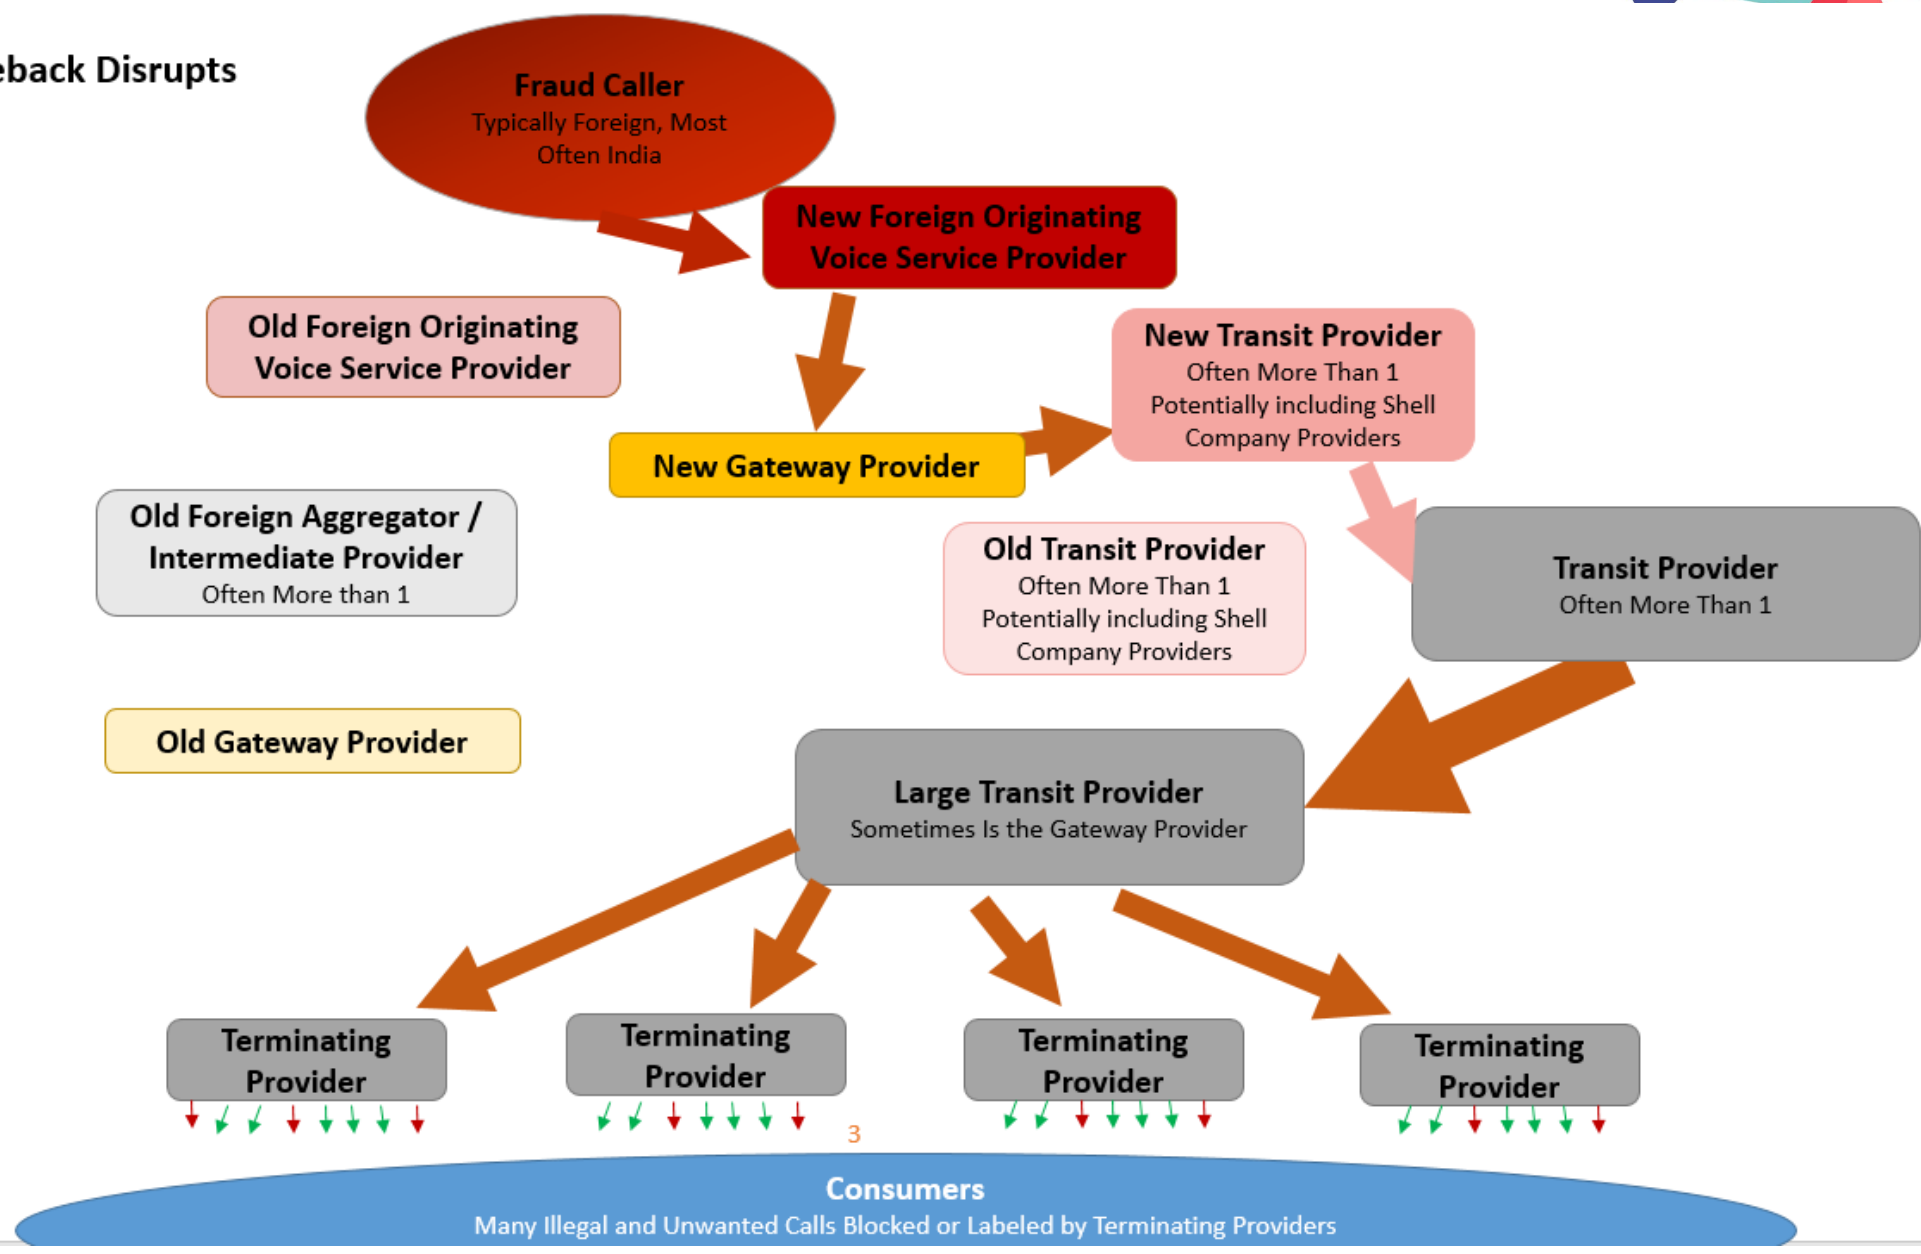 eback Disrupts
Fraud Caller
Typically Foreign, Most
Often India
New Foreign Originating
Voice Service Provider
Old Foreign Originating
Voice Service Provider
New Transit Provider
Often More Than 1
Potentially including Shell
Company Providers
New Gateway Provider
Old Foreign Aggregator /
Intermediate Provider
Often More than 1
Old Transit Provider
Often More Than 1
Potentially including Shell
Company Providers
Transit Provider
Often More Than 1
Old Gateway Provider
Large Transit Provider
Sometimes Is the Gateway Provider
Terminating
Provider
Terminating
Provider
Terminating
Provider
Terminating
Provider
3
Consumers
Many Illegal and Unwanted Calls Blocked or Labeled by Terminating Providers